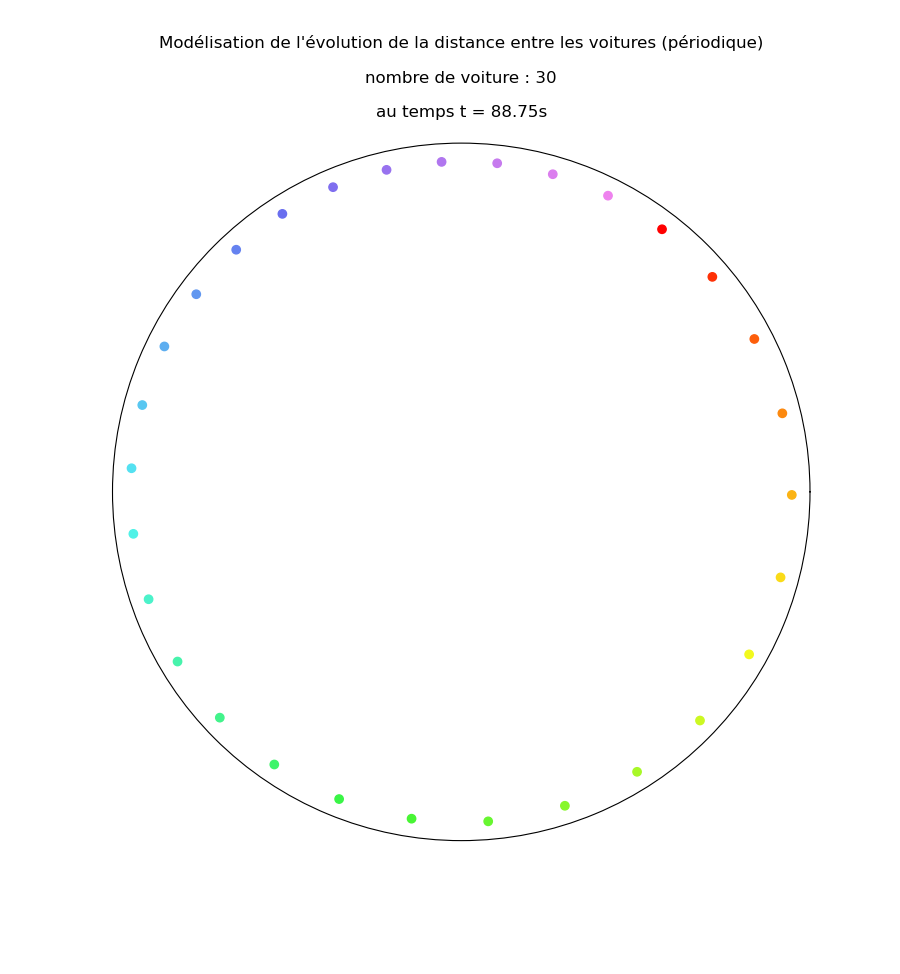 Modélisation de l'évolution de la distance entre les voitures (périodique)
nombre de voiture : 30
au temps t = 88.75s